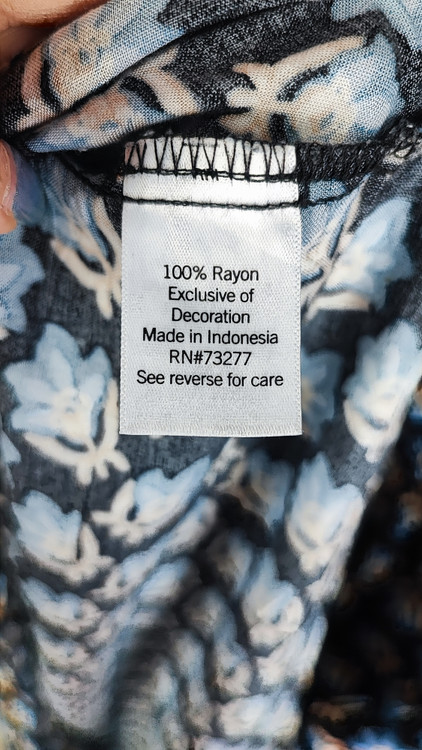 100% Rayon
Exclusive of
Decoration
Made in Indonesia
RN#73277
See reverse for care